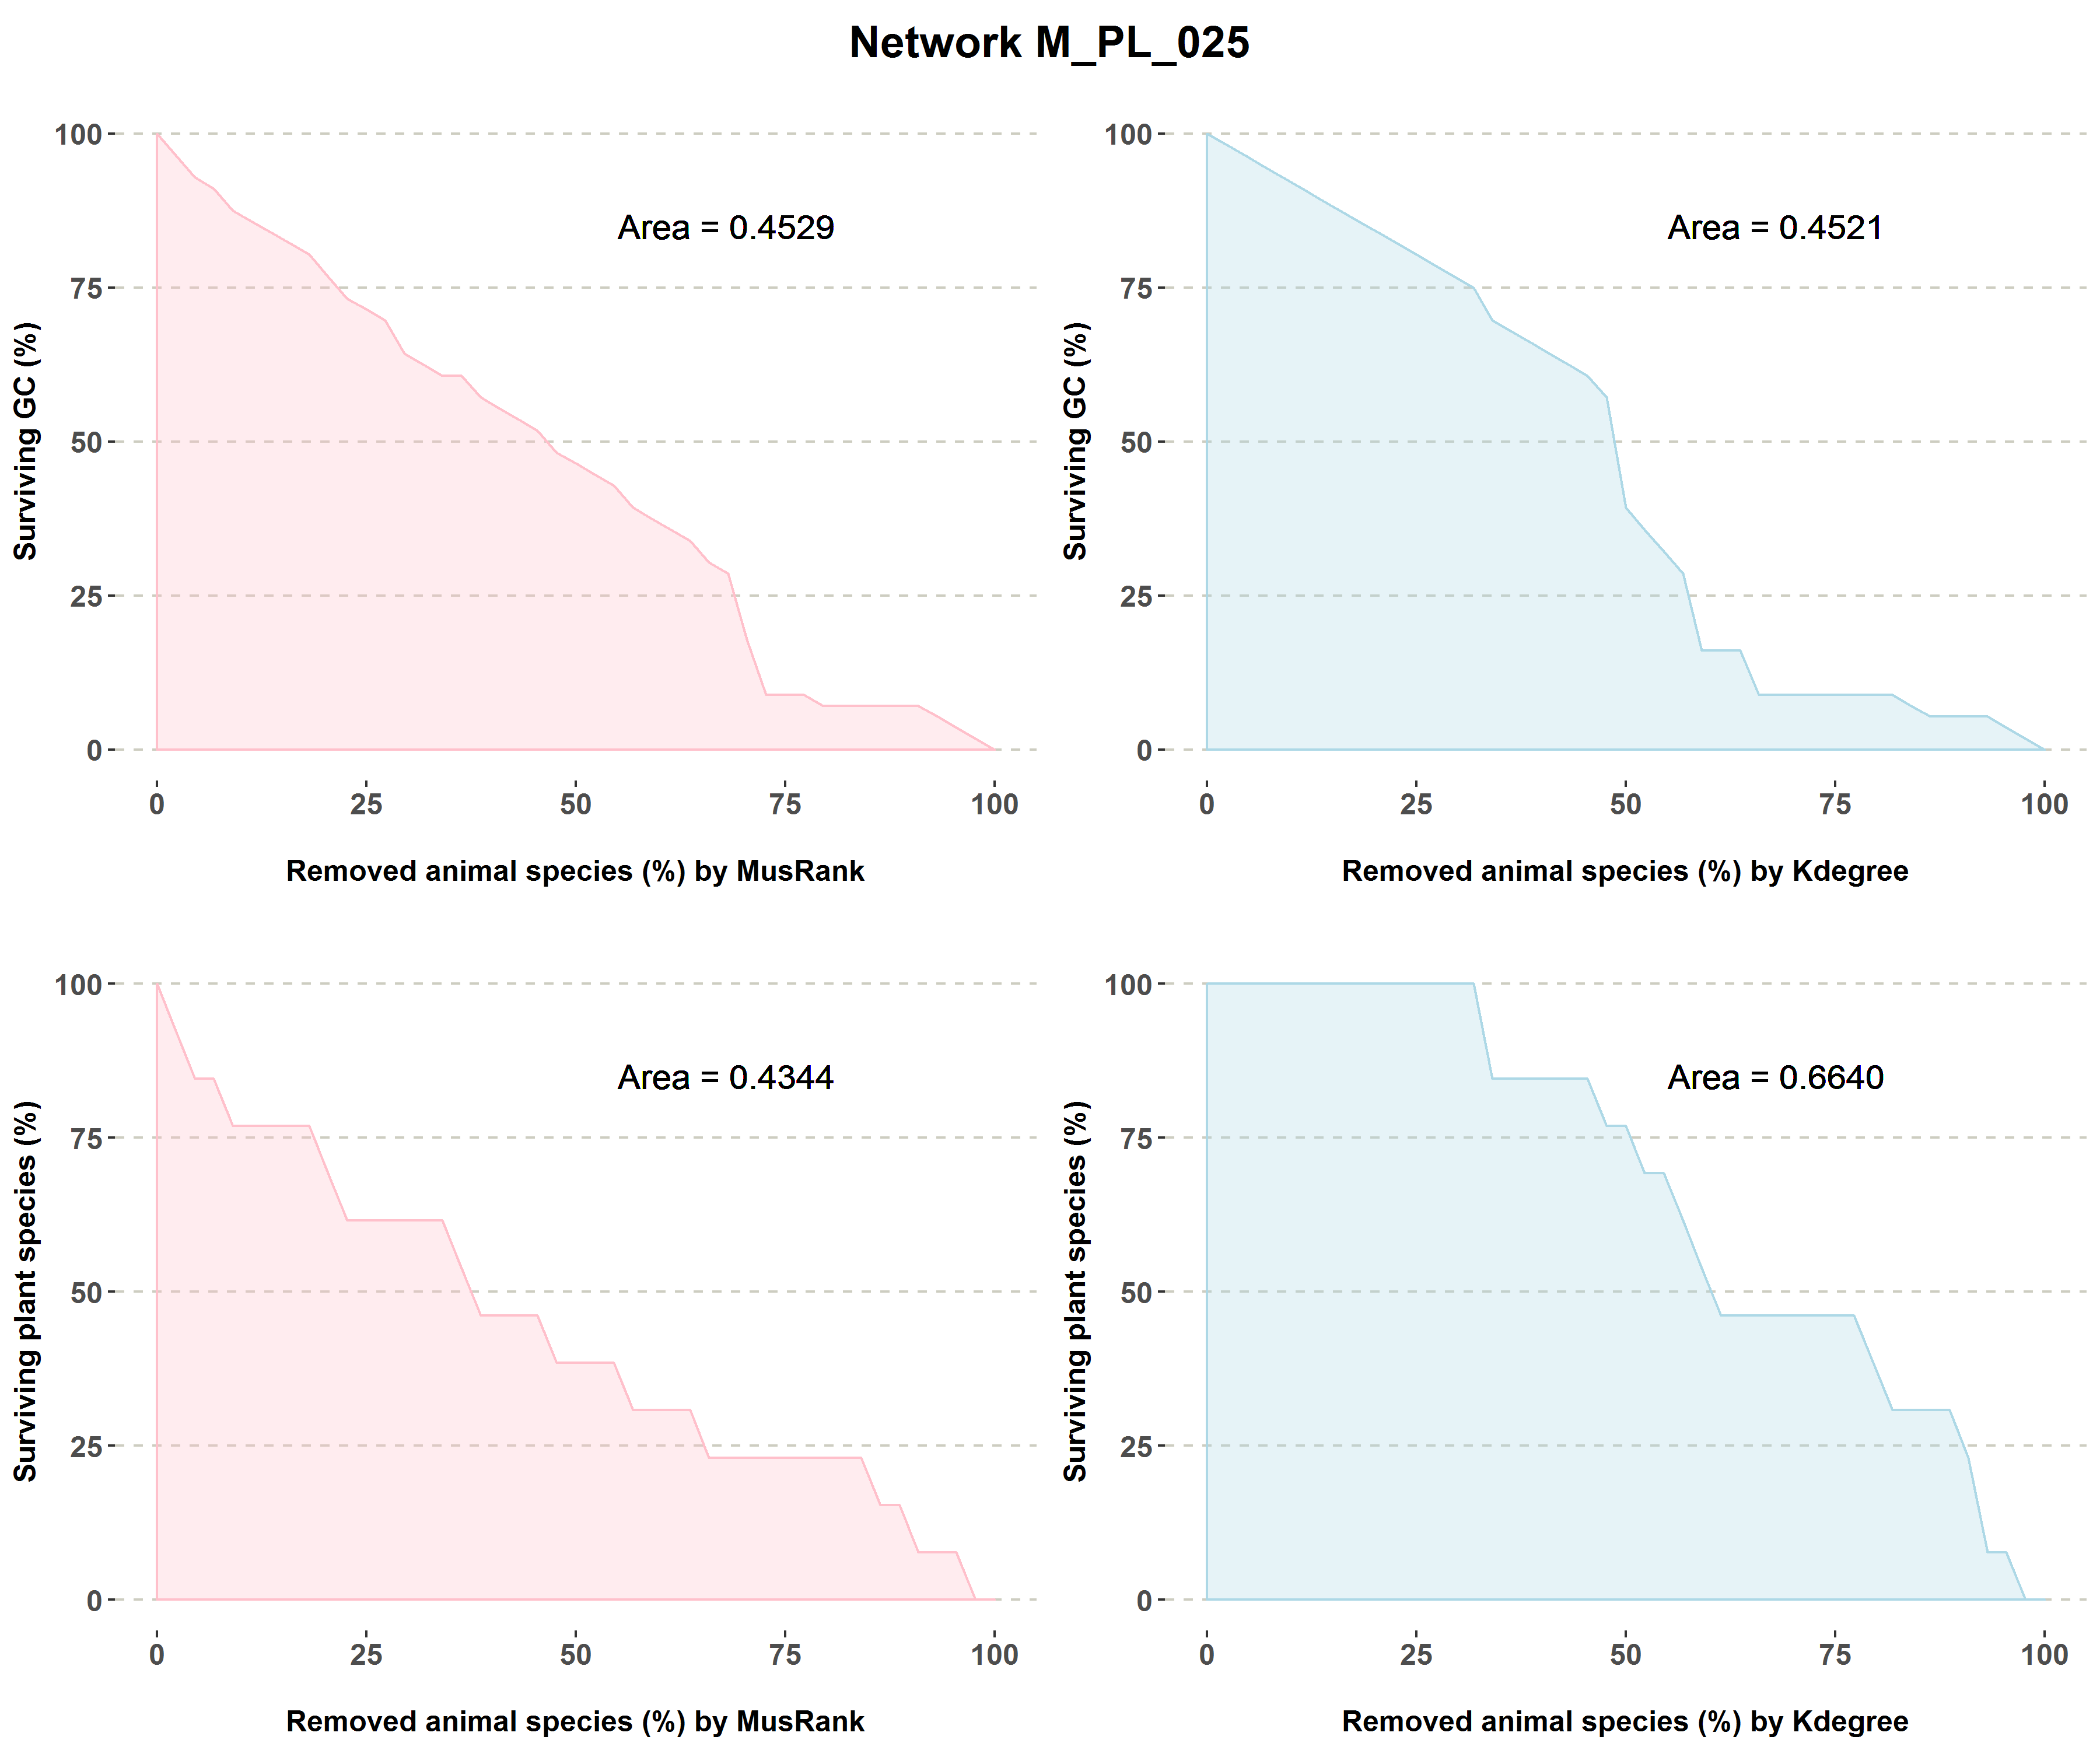 Network M_PL_025
100
75
50
25
0
Surviving GC (%)
Area = 0.4529
0 25 50 75 100
Removed animal species (%) by MusRank
100
75
50
25
0
Surviving GC (%)
Area = 0.4521
0 25 50 75 100
Removed animal species (%) by Kdegree
100
75
50
25
0
Surviving plant species (%)
Area = 0.4344
0 25 50 75 100
Removed animal species (%) by MusRank
100
75
50
25
0
Surviving plant species (%)
Area = 0.6640
0 25 50 75 100
Removed animal species (%) by Kdegree